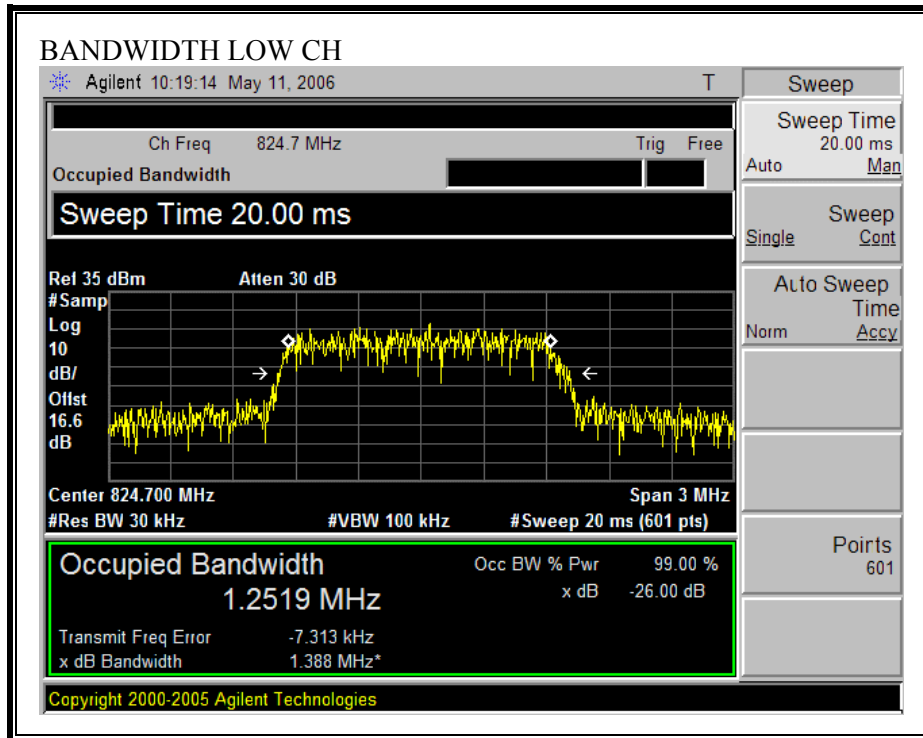 BANDWIDTH LOW CH
Agilent 10:19:14 May 11, 2006 T
Sweep
Ch Freq 824.7 MHz Trig Free
Occupied Bandwidth
Sweep Time 20.00 ms
Ref 35 dBm Atten 30 dB
#Samp
Log
10
dB/
Offst
16.6
dB
Center 824.700 MHz Span 3 MHz
#Res BW 30 kHz #VBW 100 kHz #Sweep 20 ms (601 pts)
Occupied Bandwidth Occ BW % Pwr 99.00 %
1.2519 MHz x dB -26.00 dB
Transmit Freq Error -7.313 kHz
x dB Bandwidth 1.388 MHz*
Copyright 2000-2005 Agilent Technologies
Sweep Time
20.00 ms
Auto Man
Sweep
Single Cont
Auto Sweep
Time
Norm Accy
Points
601